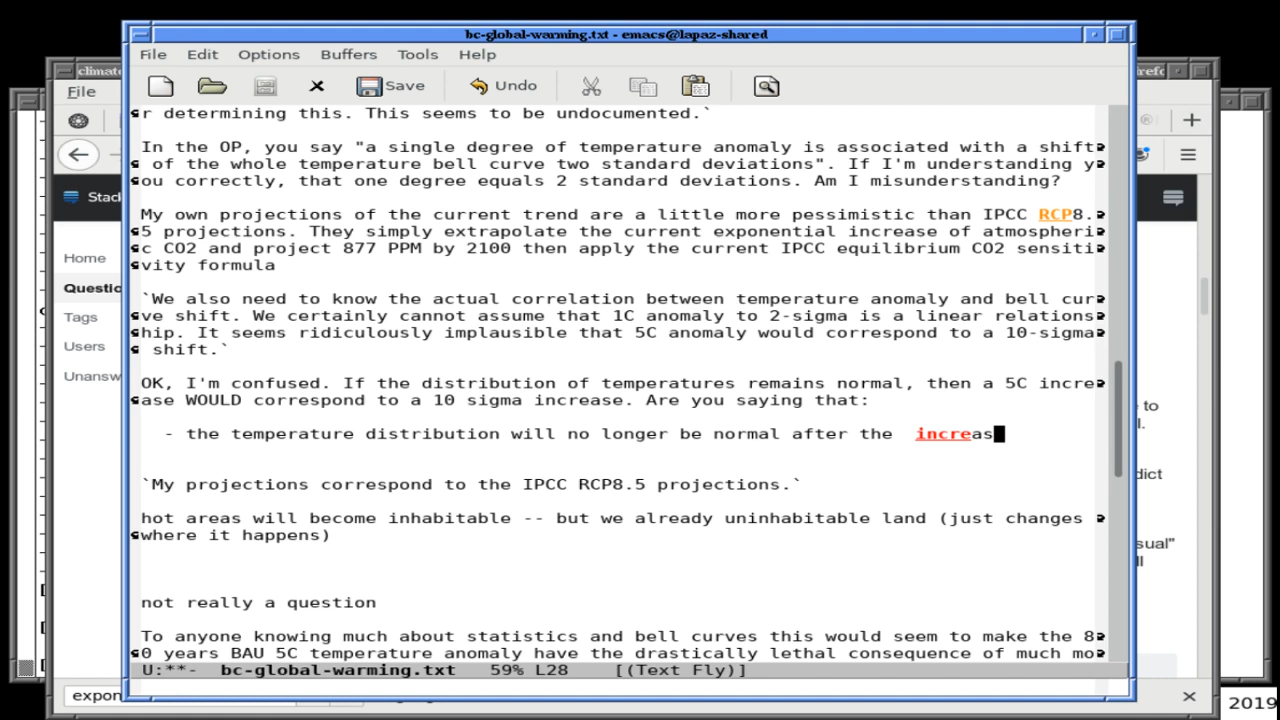 bc-global-warming.txt - emacs@lapaz-shared
File Edit Options Buffers Tools Help
Save Undo
climat
irefo
File
r determining this. This seems to be undocumented.`
In the OP, you say "a single degree of temperature anomaly is associated with a shift
of the whole temperature bell curve two standard deviations". If I'm understanding y
ou correctly, that one degree equals 2 standard deviations. Am I misunderstanding?
Stack
My own projections of the current trend are a little more pessimistic than IPCC RCP8.
5 projections. They simply extrapolate the current exponential increase of atmospheri
c CO2 and project 877 PPM by 2100 then apply the current IPCC equilibrium CO2 sensiti
vity formula
Home
Questio
Tags
Users
Unansw
`We also need to know the actual correlation between temperature anomaly and bell cur
ve shift. We certainly cannot assume that 1C anomaly to 2-sigma is a linear relations
hip. It seems ridiculously implausible that 5C anomaly would correspond to a 10-sigma
shift.`
OK, I'm confused. If the distribution of temperatures remains normal, then a 5C incre
ase WOULD correspond to a 10 sigma increase. Are you saying that:
- the temperature distribution will no longer be normal after the increas
to
l.
dict
sual"
ll
`My projections correspond to the IPCC RCP8.5 projections.`
hot areas will become inhabitable -- but we already uninhabitable land (just changes
where it happens)
not really a question
To anyone knowing much about statistics and bell curves this would seem to make the 8
0 years BAU 5C temperature anomaly have the drastically lethal consequence of much mo
U:**- bc-global-warming.txt 59% L28 [(Text Fly)]
expon
2019